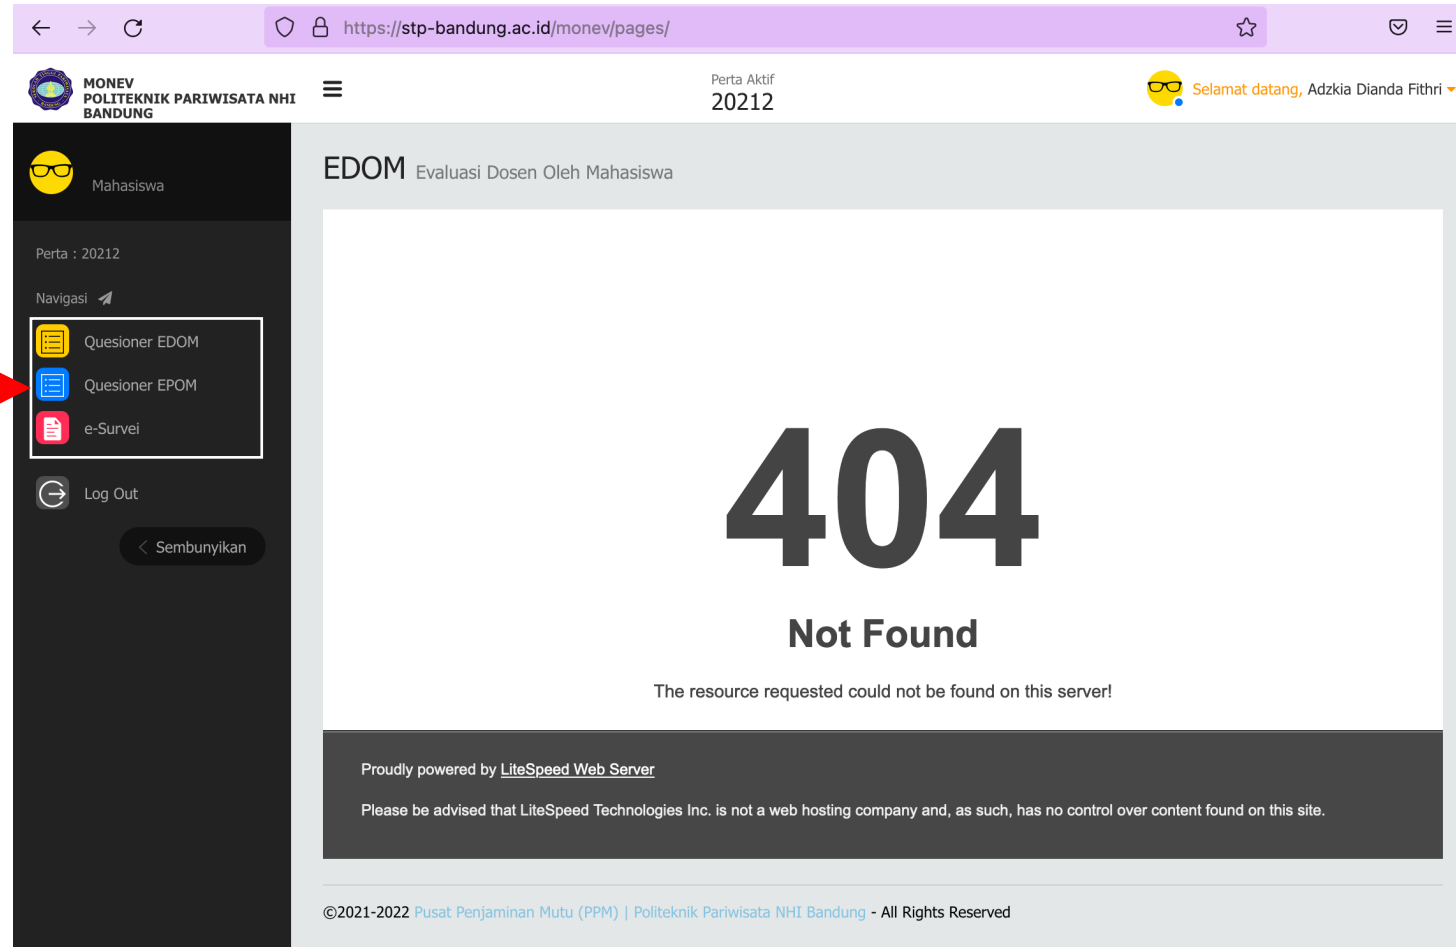 https://stp-bandung.ac.id/monev/pages/
MONEV
POLITEKNIK PARIWISATA NHI
BANDUNG
Perta Aktif
20212
Selamat datang, Adzkia Dianda Fithri
Mahasiswa
Perta : 20212
Navigasi
Quesioner EDOM
Quesioner EPOM
e-Survei
Log Out
Sembunyikan
EDOM Evaluasi Dosen Oleh Mahasiswa
404
Not Found
The resource requested could not be found on this server!
Proudly powered by LiteSpeed Web Server
Please be advised that LiteSpeed Technologies Inc. is not a web hosting company and, as such, has no control over content found on this site.
©2021-2022 Pusat Penjaminan Mutu (PPM) | Politeknik Pariwisata NHI Bandung - All Rights Reserved